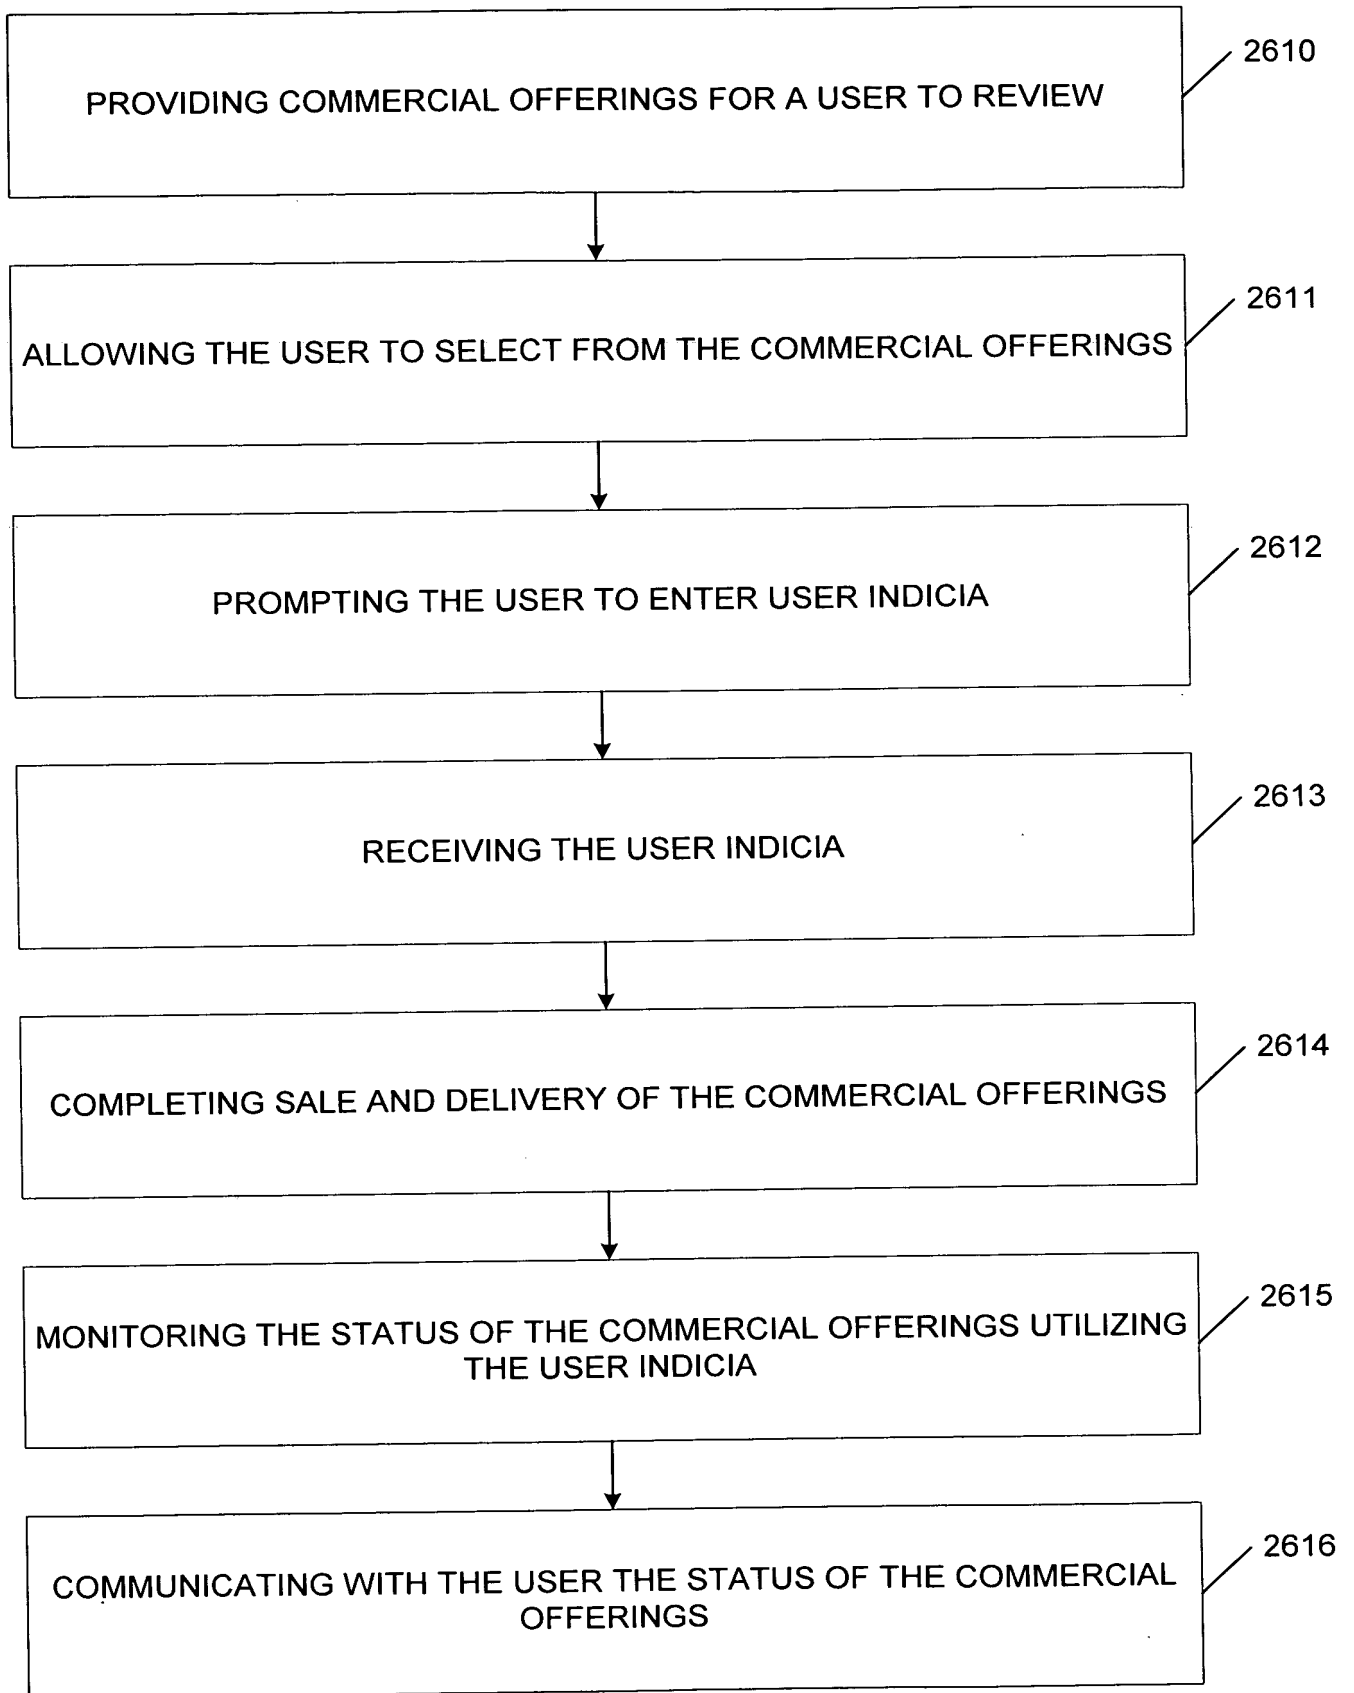 2610
PROVIDING COMMERCIAL OFFERINGS FOR A USER TO REVIEW
2611
ALLOWING THE USER TO SELECT FROM THE COMMERCIAL OFFERINGS
2612
PROMPTING THE USER TO ENTER USER INDICIA
2613
RECEIVING THE USER INDICIA
2614
COMPLETING SALE AND DELIVERY OF THE COMMERCIAL OFFERINGS
2615
MONITORING THE STATUS OF THE COMMERCIAL OFFERINGS UTILIZING
THE USER INDICIA
2616
COMMUNICATING WITH THE USER THE STATUS OF THE COMMERCIAL
OFFERINGS